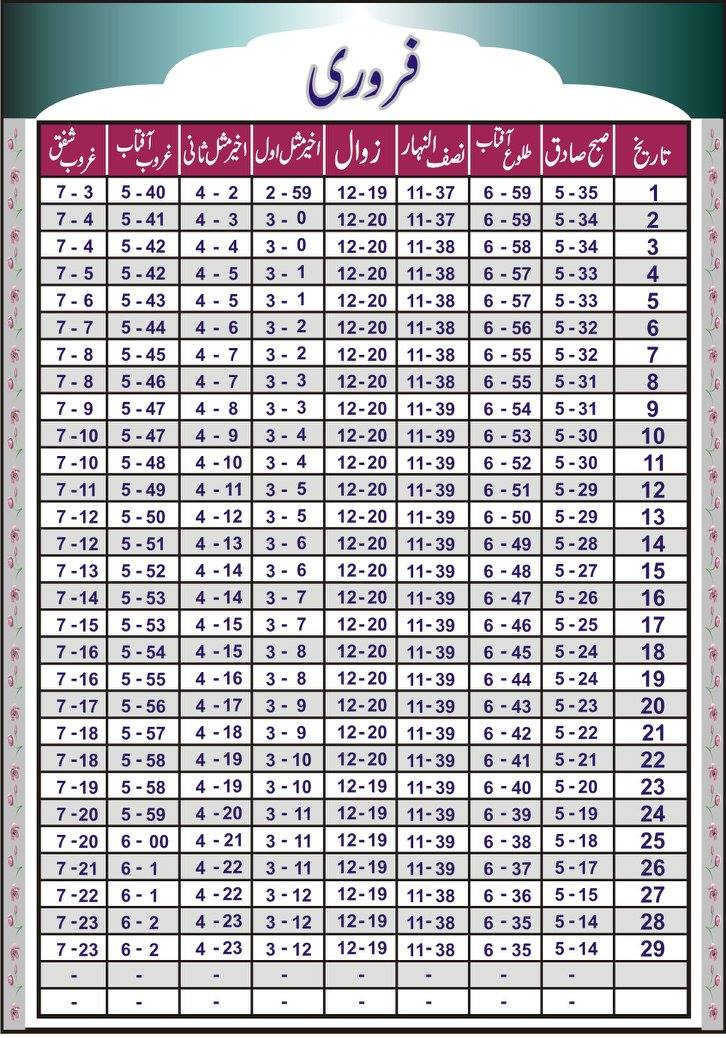 فروری
تاریخ صبح صادق طلوع آفتاب نصف النہار زوال اخیر مثل اول اخیر مثل ثانی غروب آفتاب غروب شفق
1 5-35 6-59 11-37 12-19 2-59 4-2 5-40 7-3
2 5-34 6-59 11-37 12-20 3-0 4-3 5-41 7-4
3 5-34 6-58 11-38 12-20 3-0 4-4 5-42 7-4
4 5-33 6-57 11-38 12-20 3-1 4-5 5-42 7-5
5 5-33 6-57 11-38 12-20 3-1 4-5 5-43 7-6
6 5-32 6-56 11-38 12-20 3-2 4-6 5-44 7-7
7 5-32 6-55 11-38 12-20 3-2 4-7 5-45 7-8
8 5-31 6-55 11-38 12-20 3-3 4-7 5-46 7-8
9 5-31 6-54 11-39 12-20 3-3 4-8 5-47 7-9
10 5-30 6-53 11-39 12-20 3-4 4-9 5-47 7-10
11 5-30 6-52 11-39 12-20 3-4 4-10 5-48 7-10
12 5-29 6-51 11-39 12-20 3-5 4-11 5-49 7-11
13 5-29 6-50 11-39 12-20 3-5 4-12 5-50 7-12
14 5-28 6-49 11-39 12-20 3-6 4-13 5-51 7-12
15 5-27 6-48 11-39 12-20 3-6 4-14 5-52 7-13
16 5-26 6-47 11-39 12-20 3-7 4-14 5-53 7-14
17 5-25 6-46 11-39 12-20 3-7 4-15 5-53 7-15
18 5-24 6-45 11-39 12-20 3-8 4-15 5-54 7-16
19 5-24 6-44 11-39 12-20 3-8 4-16 5-55 7-16
20 5-23 6-43 11-39 12-20 3-9 4-17 5-56 7-17
21 5-22 6-42 11-39 12-20 3-9 4-18 5-57 7-18
22 5-21 6-41 11-39 12-20 3-10 4-19 5-58 7-18
23 5-20 6-40 11-39 12-19 3-10 4-19 5-58 7-19
24 5-19 6-39 11-39 12-19 3-11 4-20 5-59 7-20
25 5-18 6-38 11-39 12-19 3-11 4-21 6-00 7-20
26 5-17 6-37 11-39 12-19 3-11 4-22 6-1 7-21
27 5-15 6-36 11-38 12-19 3-12 4-22 6-1 7-22
28 5-14 6-35 11-38 12-19 3-12 4-23 6-2 7-23
29 5-14 6-35 11-38 12-19 3-12 4-23 6-2 7-23
- - - - - - - -
- - - - - - - -